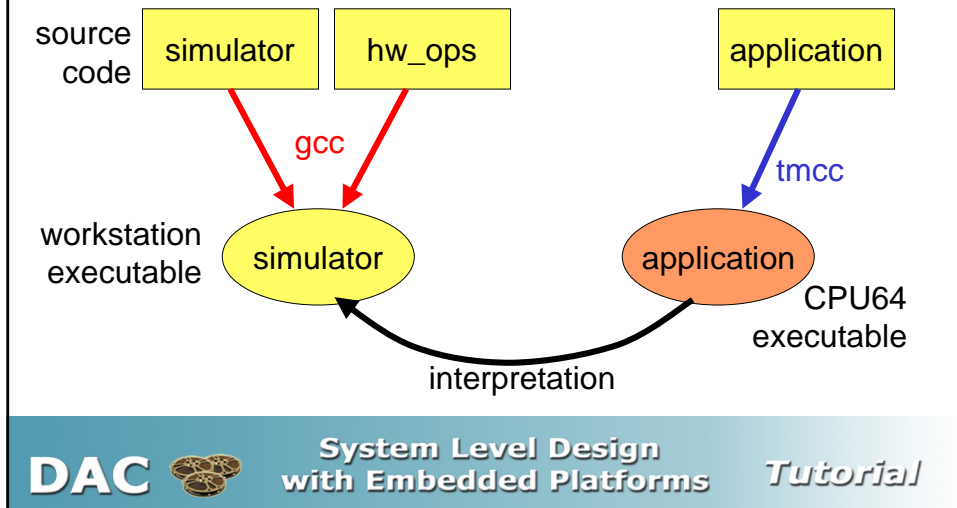 source
code
simulator
hw_ops
application
gcc
tmcc
workstation
executable
simulator
application
CPU64
executable
interpretation
DAC
System Level Design
with Embedded Platforms
Tutorial